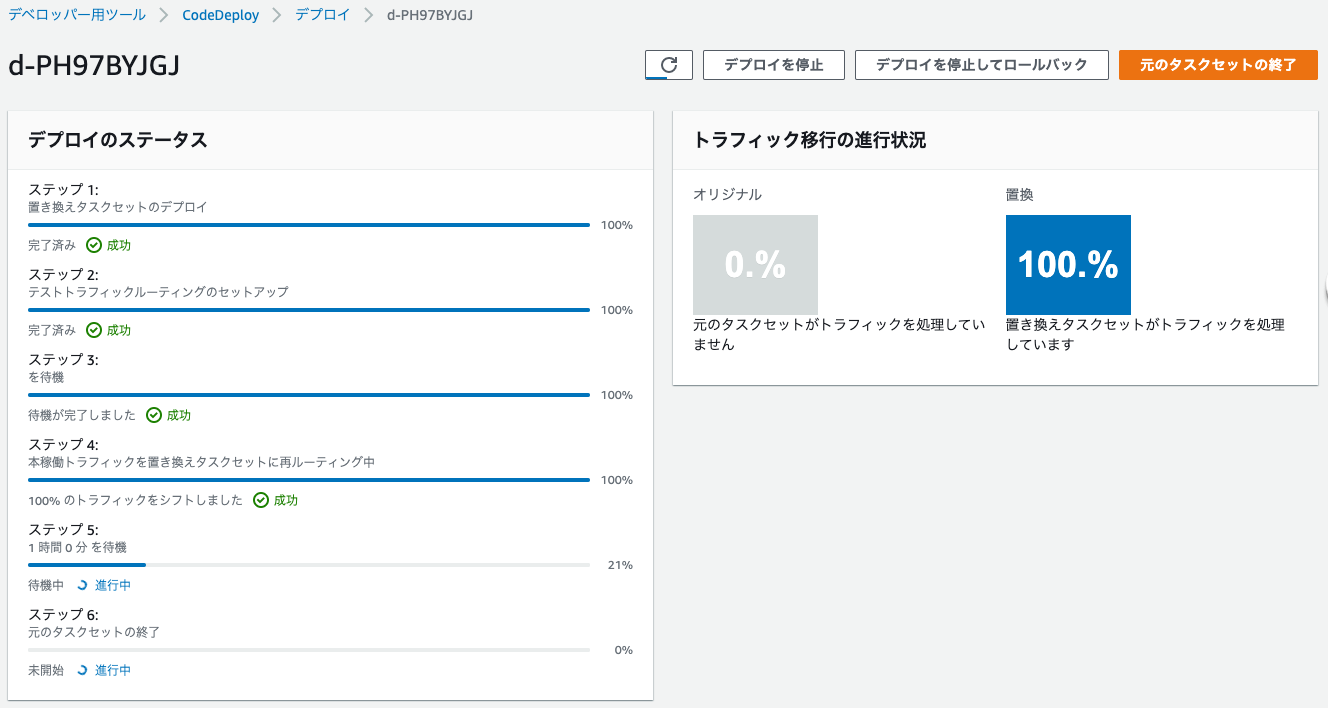 デベロッパー用ツール > CodeDeploy > デプロイ > d-PH97BYJGJ
d-PH97BYJGJ
デプロイを停止
デプロイを停止してロールバック
元のタスクセットの終了
デプロイのステータス
ステップ 1:
置き換えタスクセットのデプロイ
100%
完了済み 成功
ステップ 2:
テストトラフィックルーティングのセットアップ
100%
完了済み 成功
ステップ 3:
を待機
100%
待機が完了しました 成功
ステップ 4:
本稼働トラフィックを置き換えタスクセットに再ルーティング中
100%
100% のトラフィックをシフトしました 成功
ステップ 5:
1 時間 0 分 を待機
21%
待機中 進行中
ステップ 6:
元のタスクセットの終了
0%
未開始 進行中
トラフィック移行の進行状況
オリジナル
0.%
元のタスクセットがトラフィックを処理してい
ません
置換
100.%
置き換えタスクセットがトラフィックを処理
しています